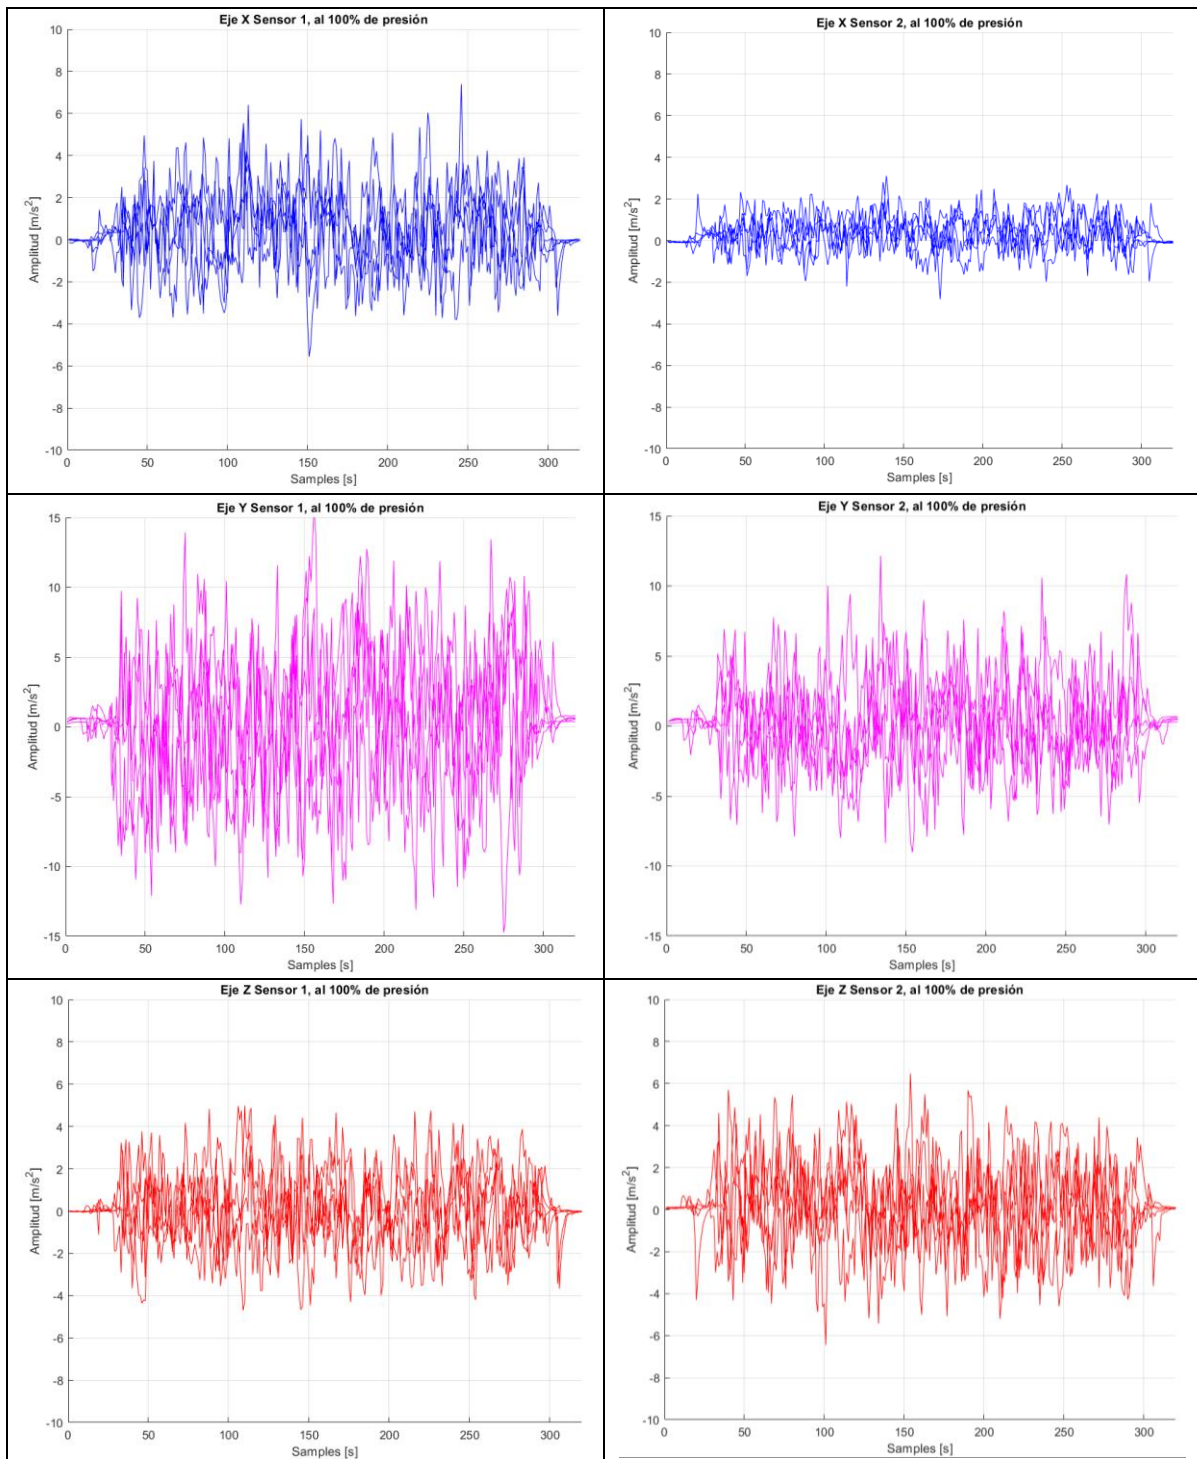 Eje X Sensor 1, al 100% de presión
10
8
6
4
2
0
-2
-4
-6
-8
-10
Amplitud [m/s²]
0 50 100 150 200 250 300
Samples [s]
Eje X Sensor 2, al 100% de presión
10
8
6
4
2
0
-2
-4
-6
-8
-10
Amplitud [m/s²]
0 50 100 150 200 250 300
Samples [s]
Eje Y Sensor 1, al 100% de presión
15
10
5
0
-5
-10
-15
Amplitud [m/s²]
0 50 100 150 200 250 300
Samples [s]
Eje Y Sensor 2, al 100% de presión
15
10
5
0
-5
-10
-15
Amplitud [m/s²]
0 50 100 150 200 250 300
Samples [s]
Eje Z Sensor 1, al 100% de presión
10
8
6
4
2
0
-2
-4
-6
-8
-10
Amplitud [m/s²]
0 50 100 150 200 250 300
Samples [s]
Eje Z Sensor 2, al 100% de presión
10
8
6
4
2
0
-2
-4
-6
-8
-10
Amplitud [m/s²]
0 50 100 150 200 250 300
Samples [s]